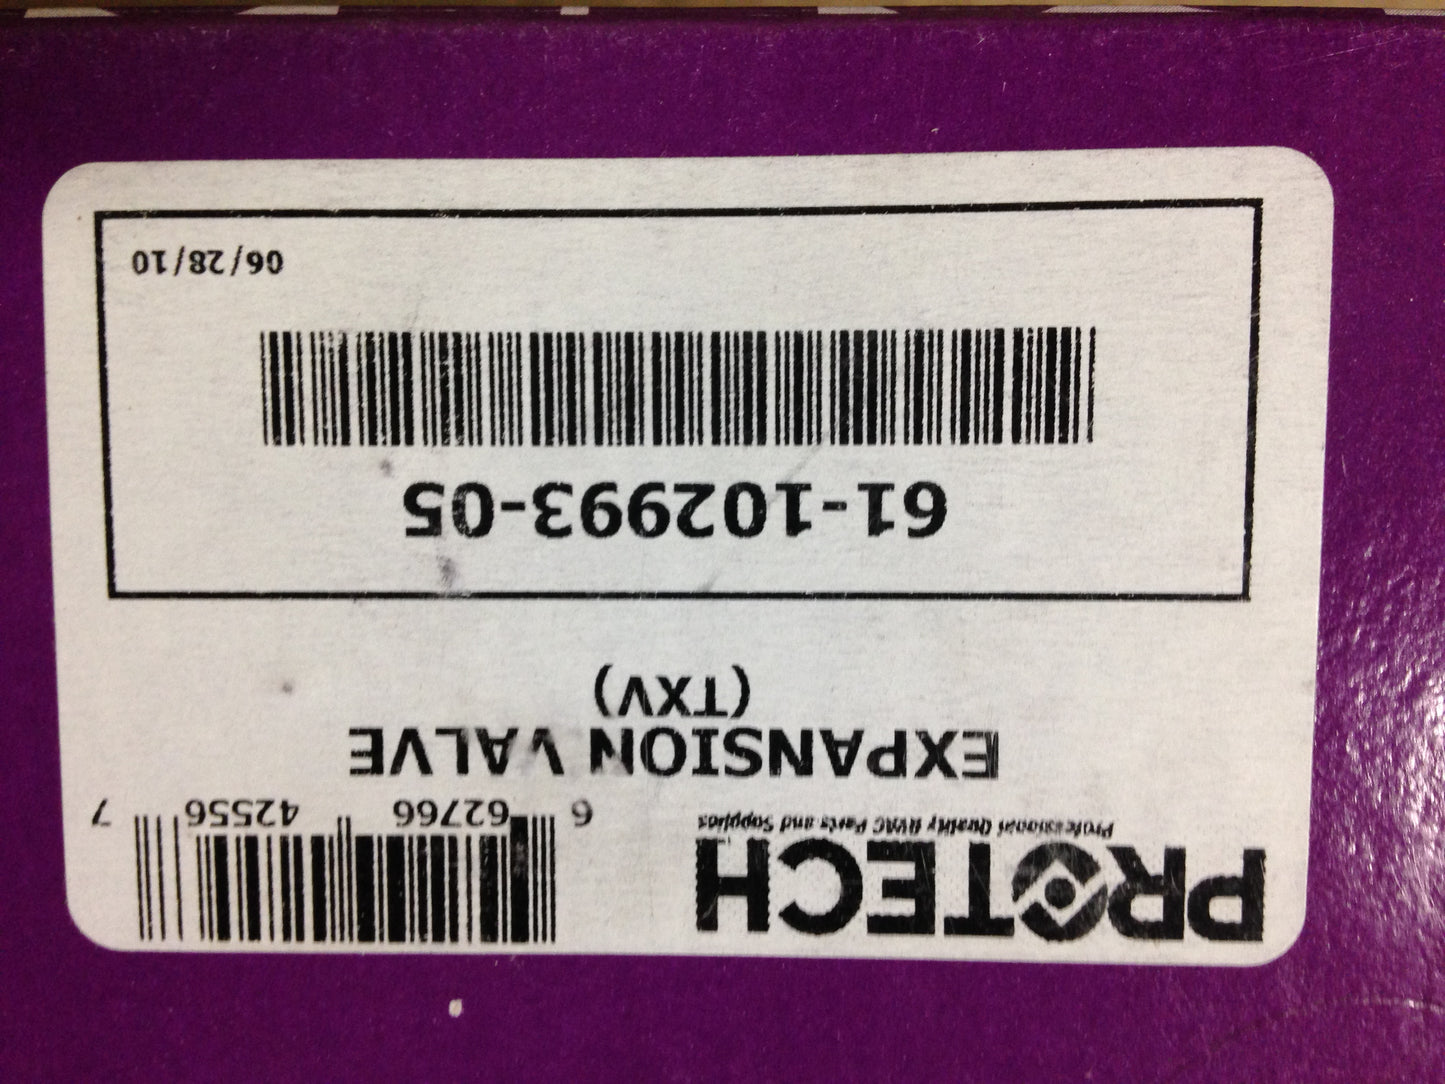 PROTECH
Professional Quality HVAC Parts and Supplies
6 62766 42556 7
EXPANSION VALVE
(TXV)
61-102993-05
06/28/10